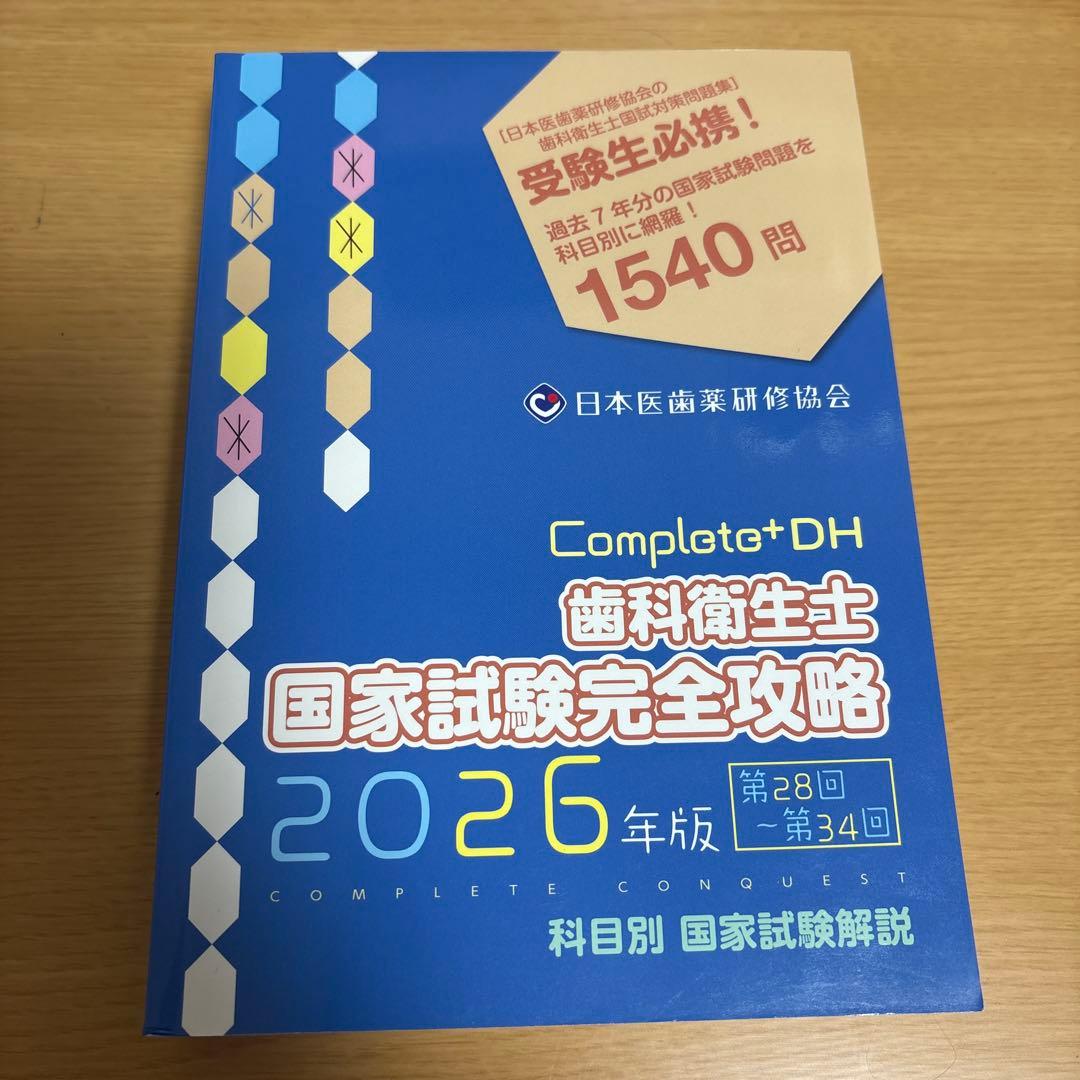 [日本医歯薬研修協会の
歯科衛生士国試対策問題集]
受験生必携！
過去7年分の国家試験問題を
科目別に網羅！
1540問
日本医歯薬研修協会
Complete+DH
歯科衛生士
国家試験完全攻略
2026年版
第28回
～第34回
COMPLETE CONQUEST
科目別 国家試験解説